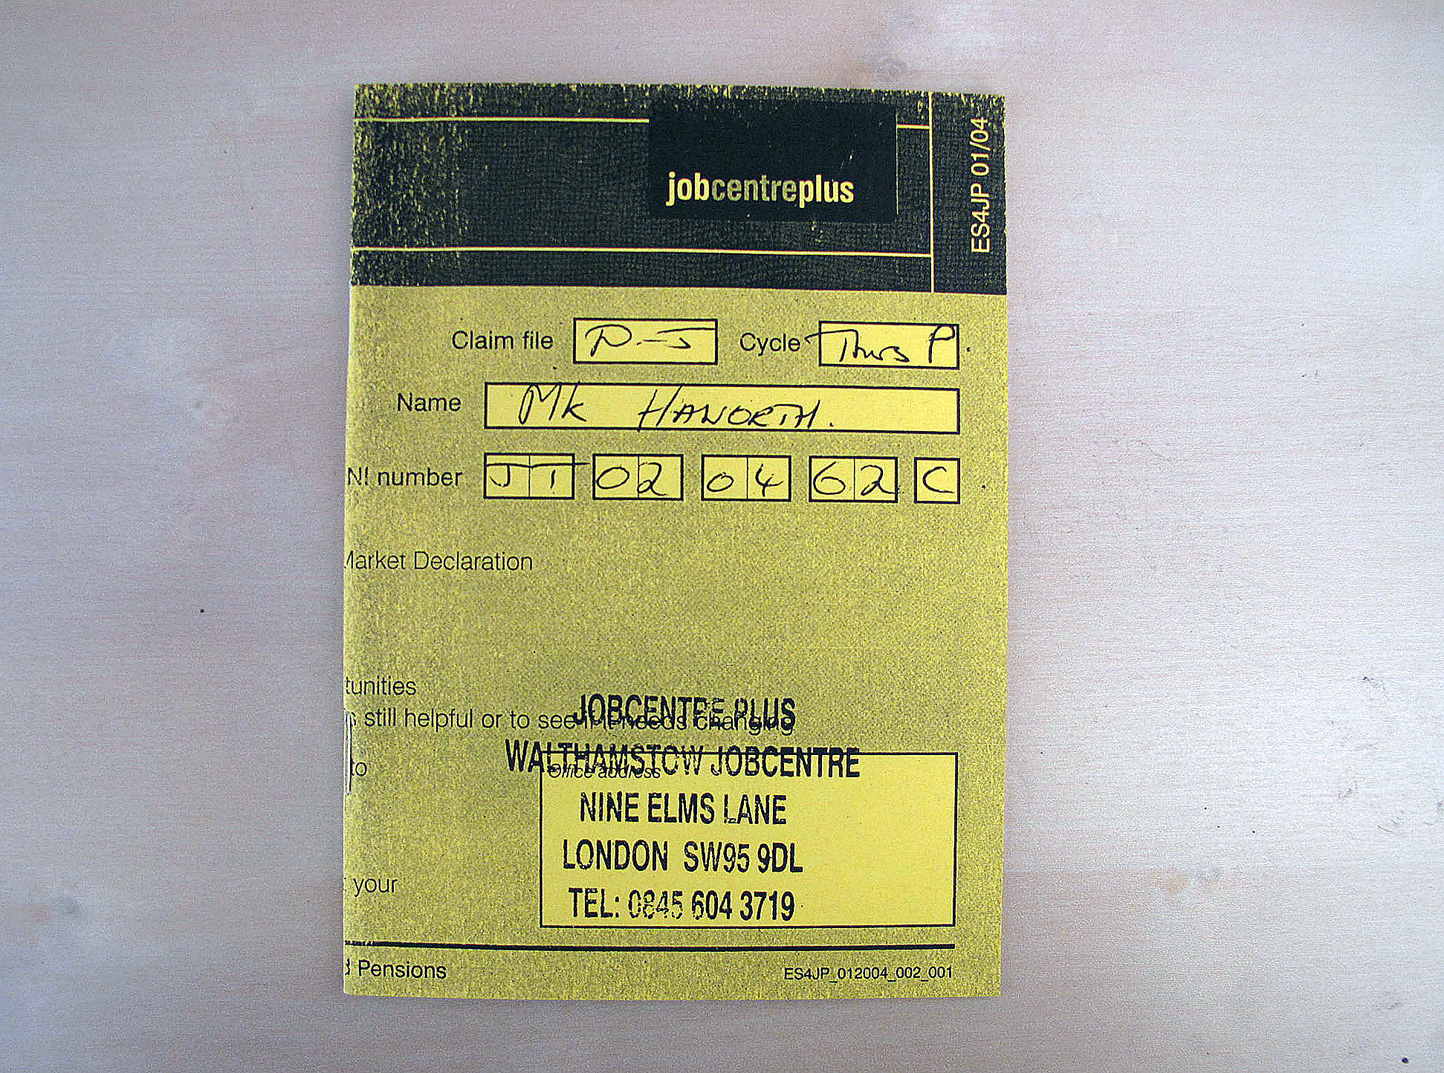 jobcentreplus
ES4JP 01/04
Claim file D-J Cycle Thurs P.
Name Mk HAWORTH.
NI number JT 02 04 62 C
Market Declaration
tunities
s still helpful or to see if it needs changing
JOBCENTRE PLUS
to
WALTHAMSTOW JOBCENTRE
Office address
NINE ELMS LANE
LONDON SW95 9DL
your
TEL: 0845 604 3719
d Pensions
ES4JP_012004_002_001